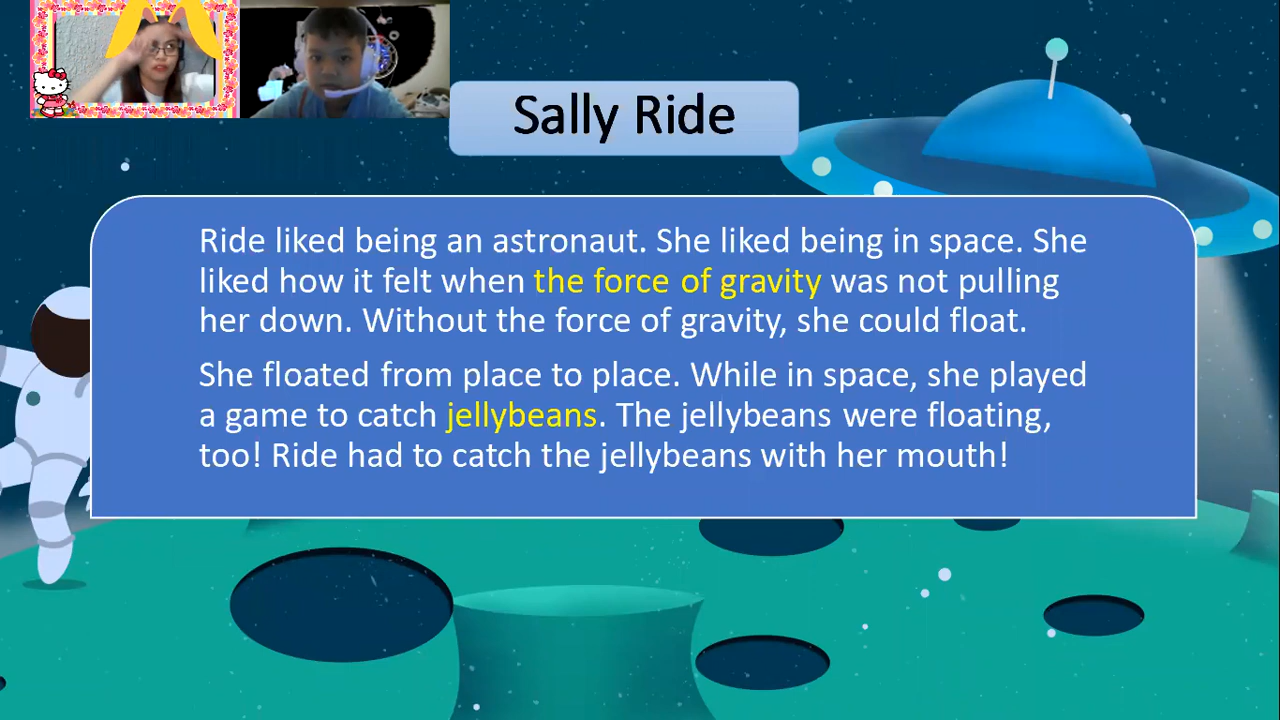 Sally Ride
Ride liked being an astronaut. She liked being in space. She
liked how it felt when the force of gravity was not pulling
her down. Without the force of gravity, she could float.
She floated from place to place. While in space, she played
a game to catch jellybeans. The jellybeans were floating,
too! Ride had to catch the jellybeans with her mouth!